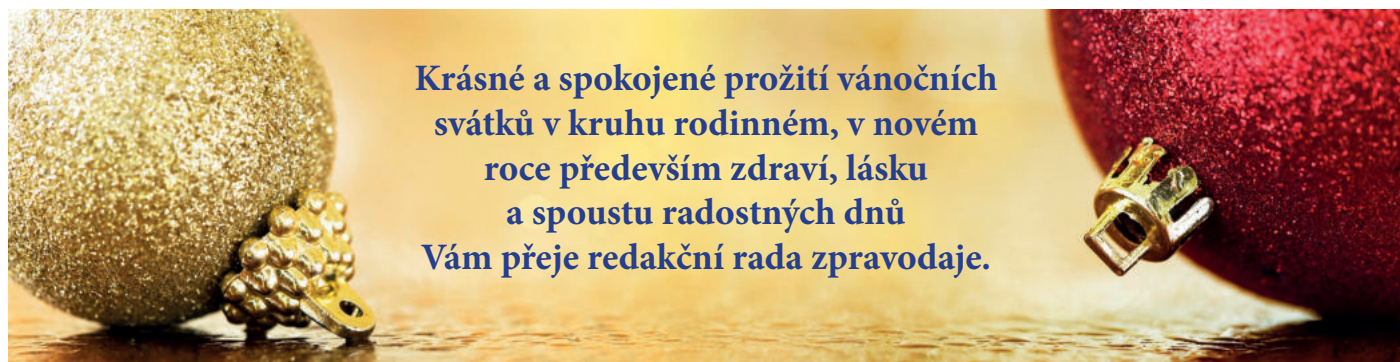 Krásné a spokojené prožití vánočních
svátků v kruhu rodinném, v novém
roce především zdraví, lásku
a spoustu radostných dnů
Vám přeje redakční rada zpravodaje.